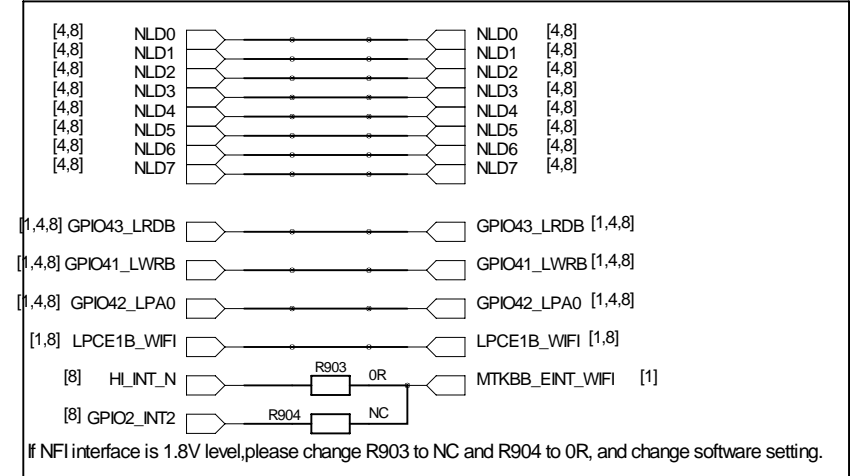 [4,8] NLD0 NLD0 [4,8]
[4,8] NLD1 NLD1 [4,8]
[4,8] NLD2 NLD2 [4,8]
[4,8] NLD3 NLD3 [4,8]
[4,8] NLD4 NLD4 [4,8]
[4,8] NLD5 NLD5 [4,8]
[4,8] NLD6 NLD6 [4,8]
[4,8] NLD7 NLD7 [4,8]
[1,4,8] GPIO43_LRDB GPIO43_LRDB [1,4,8]
[1,4,8] GPIO41_LWRB GPIO41_LWRB [1,4,8]
[1,4,8] GPIO42_LPA0 GPIO42_LPA0 [1,4,8]
[1,8] LPCE1B_WIFI LPCE1B_WIFI [1,8]
[8] HI_INT_N R903 0R MTKBB_EINT_WIFI [1]
[8] GPIO2_INT2 R904 NC
If NFI interface is 1.8V level,please change R903 to NC and R904 to 0R, and change software setting.